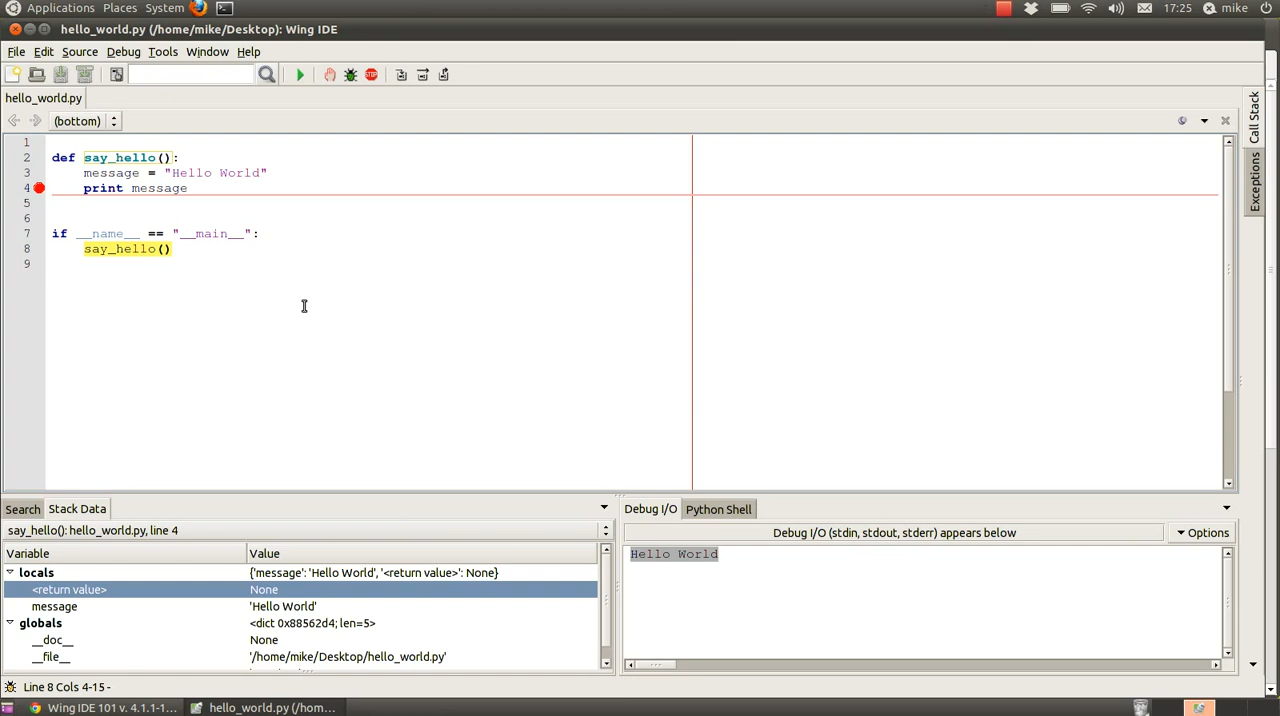 Applications Places System 17:25 mike
hello_world.py (/home/mike/Desktop): Wing IDE
File Edit Source Debug Tools Window Help
STOP
hello_world.py
(bottom)
Call Stack
Exceptions
1
2 def say_hello():
3 message = "Hello World"
4 print message
5
6
7 if __name__ == "__main__":
8 say_hello()
9
Search Stack Data
say_hello(): hello_world.py, line 4
Variable Value
locals {'message': 'Hello World', '<return value>': None}
<return value> None
message 'Hello World'
globals <dict 0x88562d4; len=5>
__doc__ None
__file__ '/home/mike/Desktop/hello_world.py'
Debug I/O Python Shell
Debug I/O (stdin, stdout, stderr) appears below Options
Hello World
Line 8 Cols 4-15 -
Wing IDE 101 v. 4.1.1-1... hello_world.py (/hom...